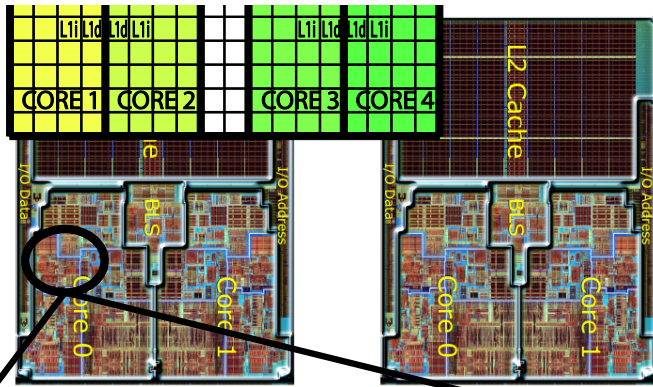 L1i L1d L1d L1i L1i L1d L1d L1i
CORE 1 CORE 2 CORE 3 CORE 4
L2 Cache
I/O Data
BLS
I/O Address
Core 0
Core 1
I/O Data
BLS
I/O Address
Core 0
Core 1